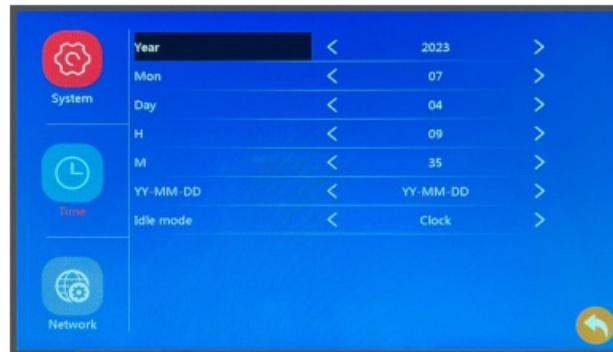 System
Time
Network
Year < 2023 >
Mon < 07 >
Day < 04 >
H < 09 >
M < 35 >
YY-MM-DD < YY-MM-DD >
Idle mode < Clock >